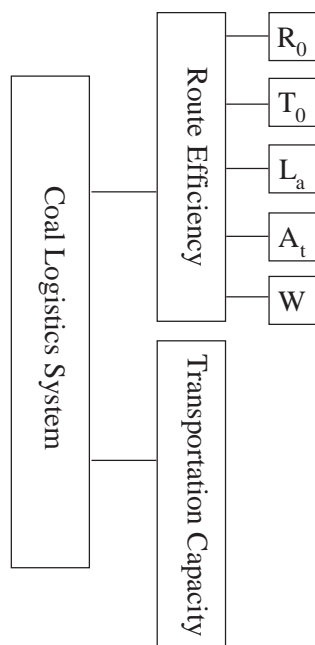 Coal Logistics System
Route Efficiency
R₀
T₀
Lₐ
Aₜ
W
Transportation Capacity